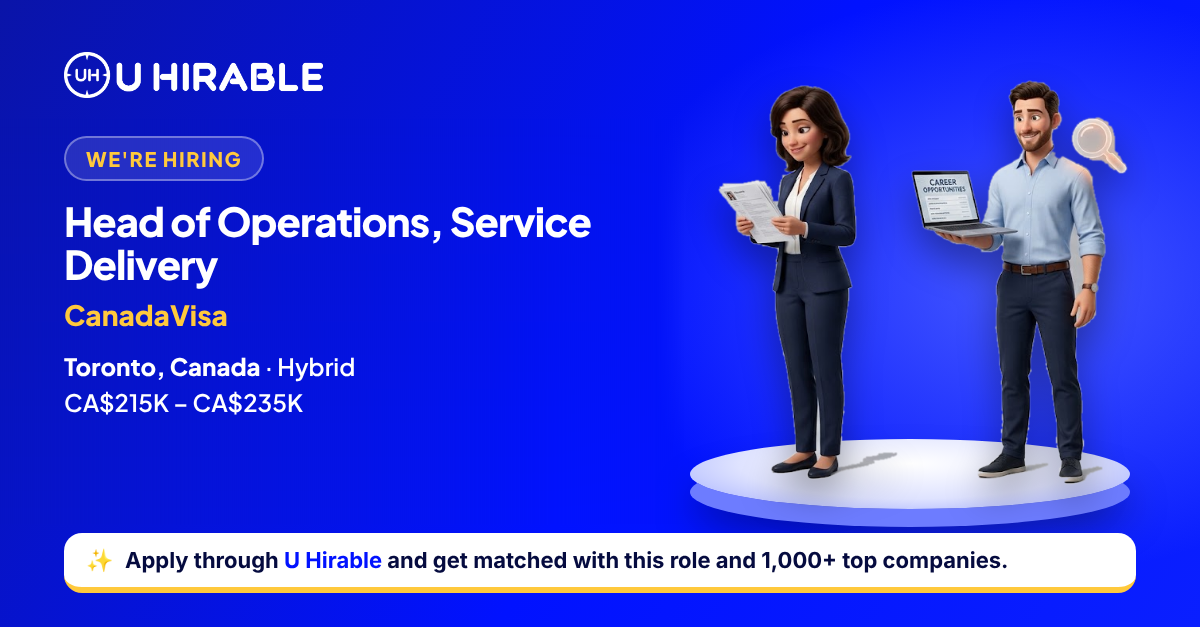 UH U HIRABLE
WE'RE HIRING
Head of Operations, Service
Delivery
CanadaVisa
Toronto, Canada · Hybrid
CA$215K – CA$235K
CAREER
OPPORTUNITIES
✨ Apply through U Hirable and get matched with this role and 1,000+ top companies.